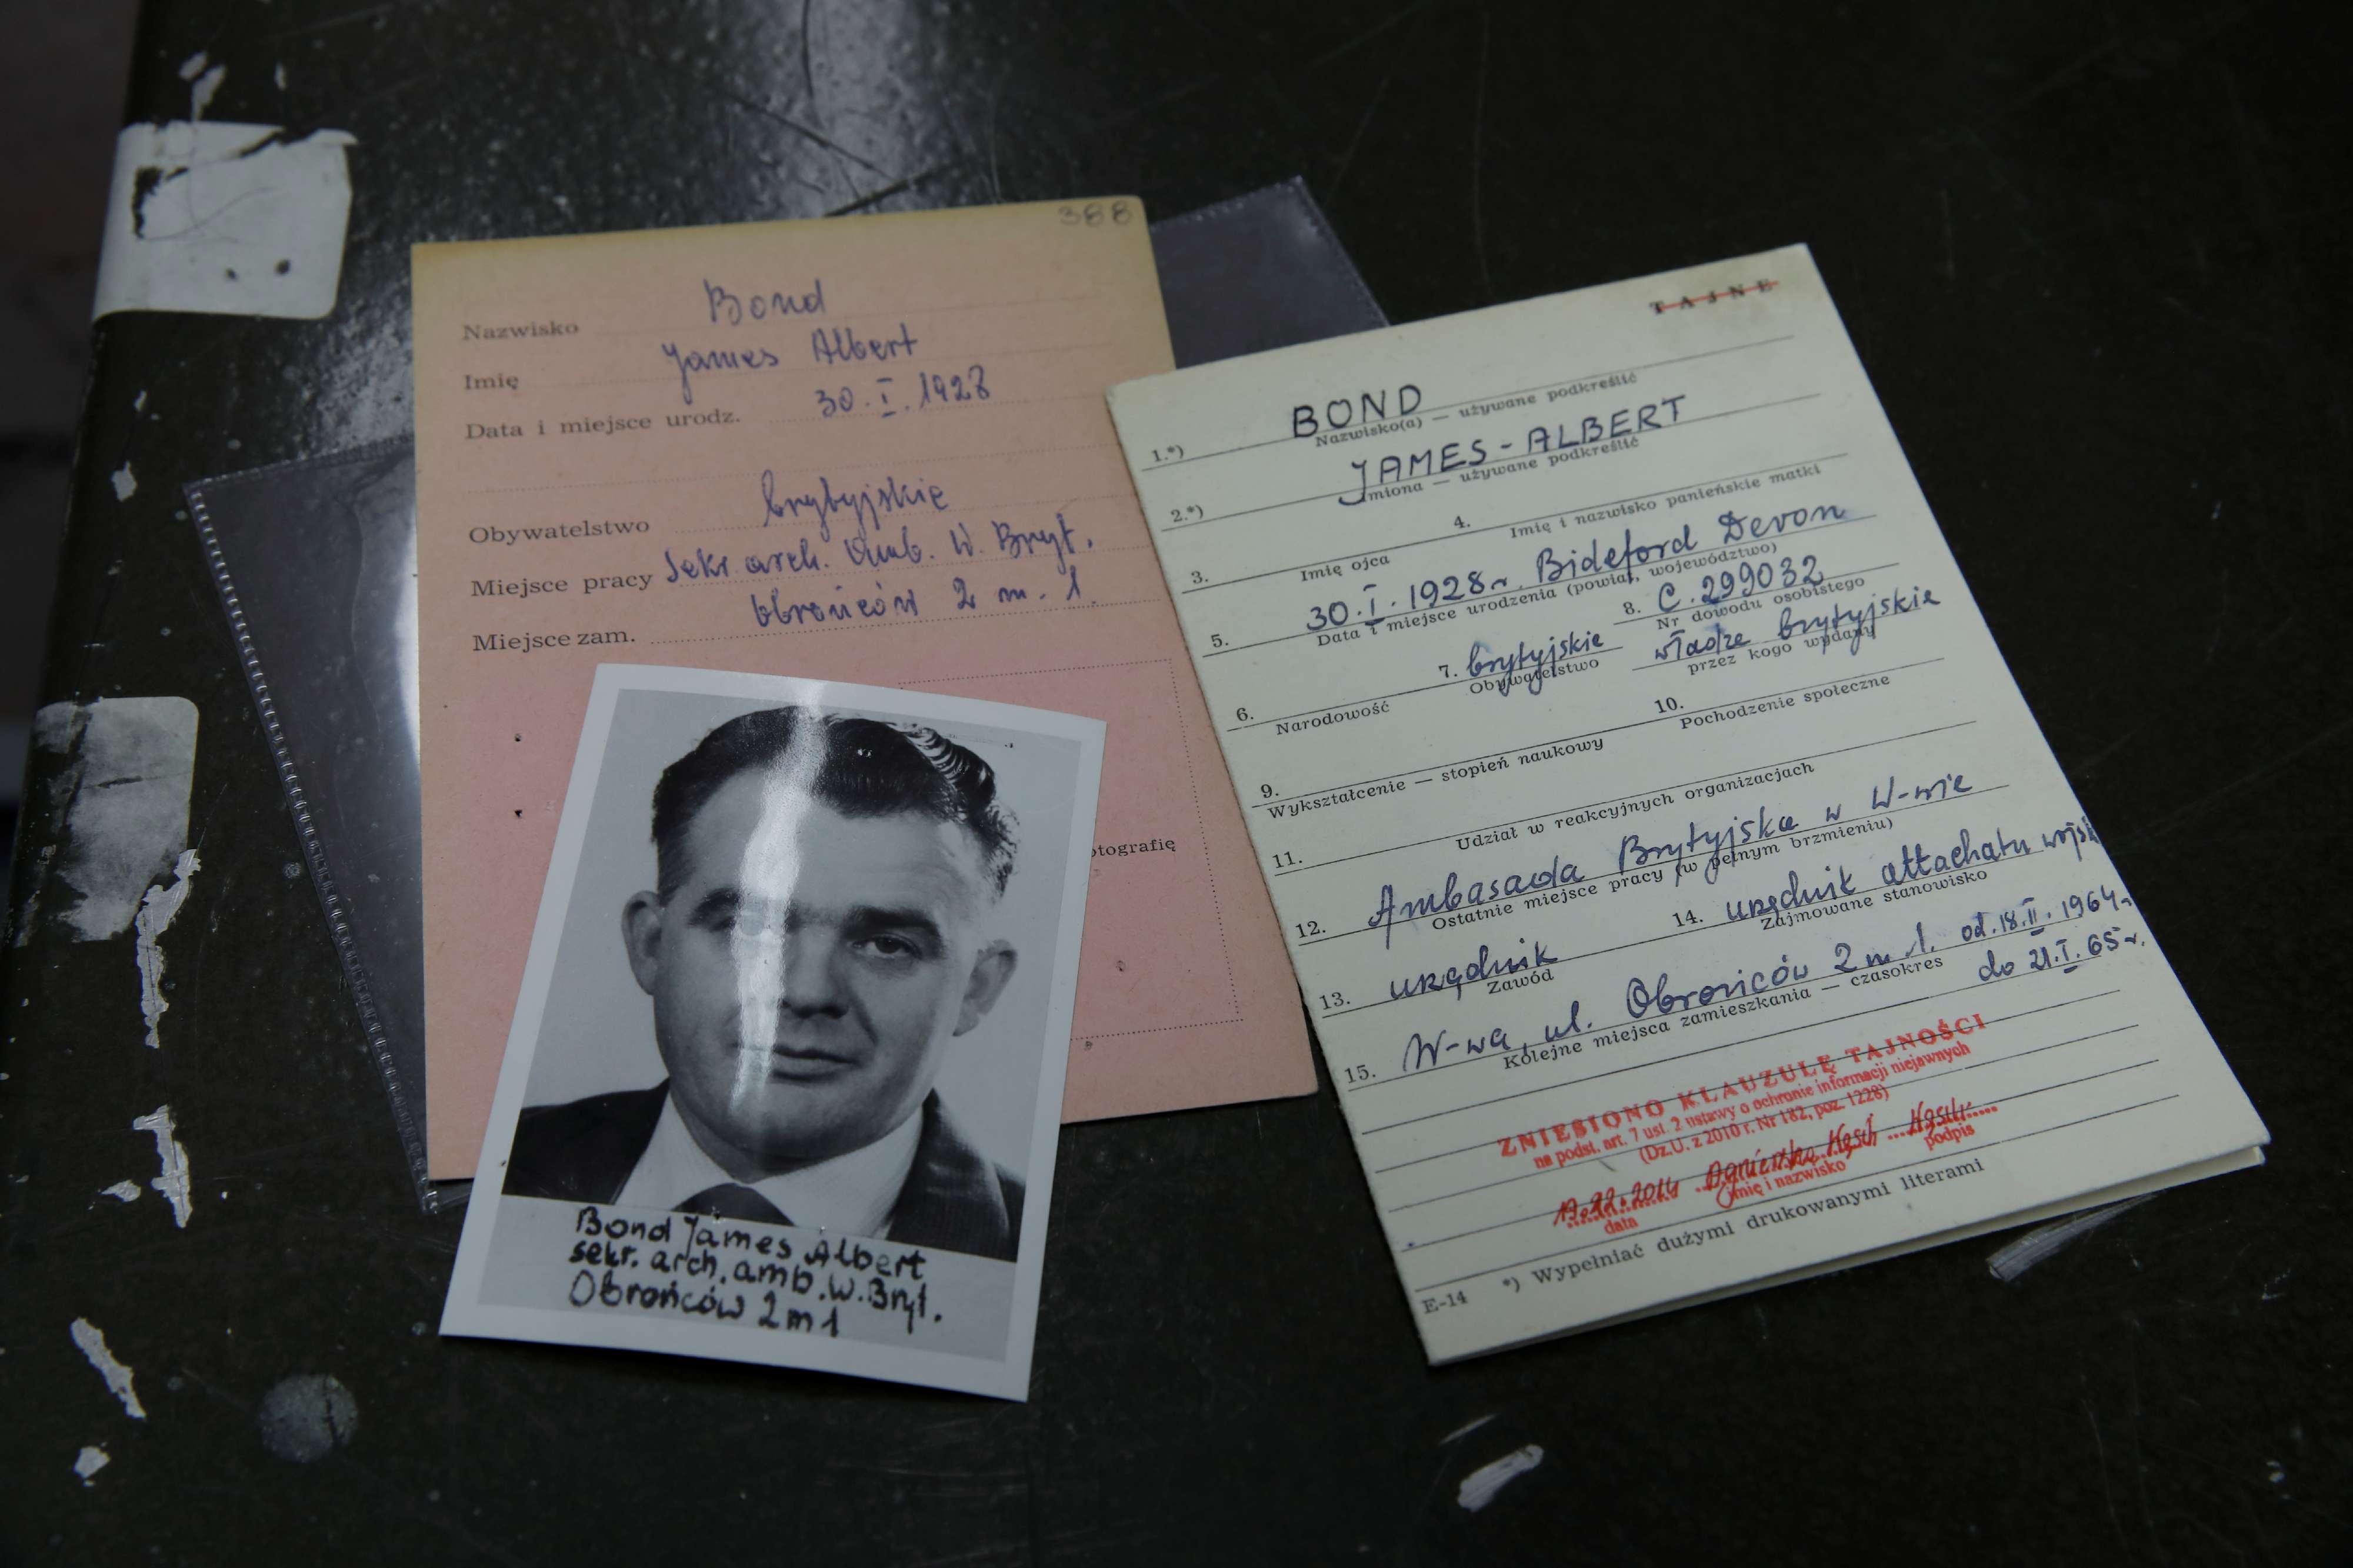 388
Nazwisko Bond
Imię James Albert
Data i miejsce urodz. 30.I.1928
Obywatelstwo brytyjskie
Miejsce pracy Sekr arch. Amb. W. Bryt.
Miejsce zam. Obrońców 2 m. 1.
otografię
Bond James Albert
sekr. arch. amb. W. Bryt.
Obrońców 2 m 1
TAJNE
1.*) BOND
Nazwisko(a) — używane podkreślić
2.*) JAMES - ALBERT
Imiona — używane podkreślić
3. Imię ojca 4. Imię i nazwisko panieńskie matki
5. 30.I.1928r. Bideford Devon
Data i miejsce urodzenia (powiat, województwo)
8. C.299032
Nr dowodu osobistego
6. Narodowość 7. brytyjskie
Obywatelstwo
władze brytyjskie
przez kogo wydany
9. Wykształcenie — stopień naukowy 10. Pochodzenie społeczne
11. Udział w reakcyjnych organizacjach
12. Ambasada Brytyjska w W-wie
Ostatnie miejsce pracy (w pełnym brzmieniu)
13. urzędnik
Zawód
14. urzędnik attachatu wojsk
Zajmowane stanowisko
15. W-wa, ul. Obrońców 2 m 1. od. 18.II.1964r.
do 21.I.65r.
Kolejne miejsca zamieszkania — czasokres
ZNIESIONO KLAUZULĘ TAJNOŚCI
na podst. art. 7 ust. 2 ustawy o ochronie informacji niejawnych
(Dz.U. z 2010 r. Nr 182, poz. 1228)
Agnieszka
data imię i nazwisko podpis
*) Wypełniać dużymi drukowanymi literami
E-14